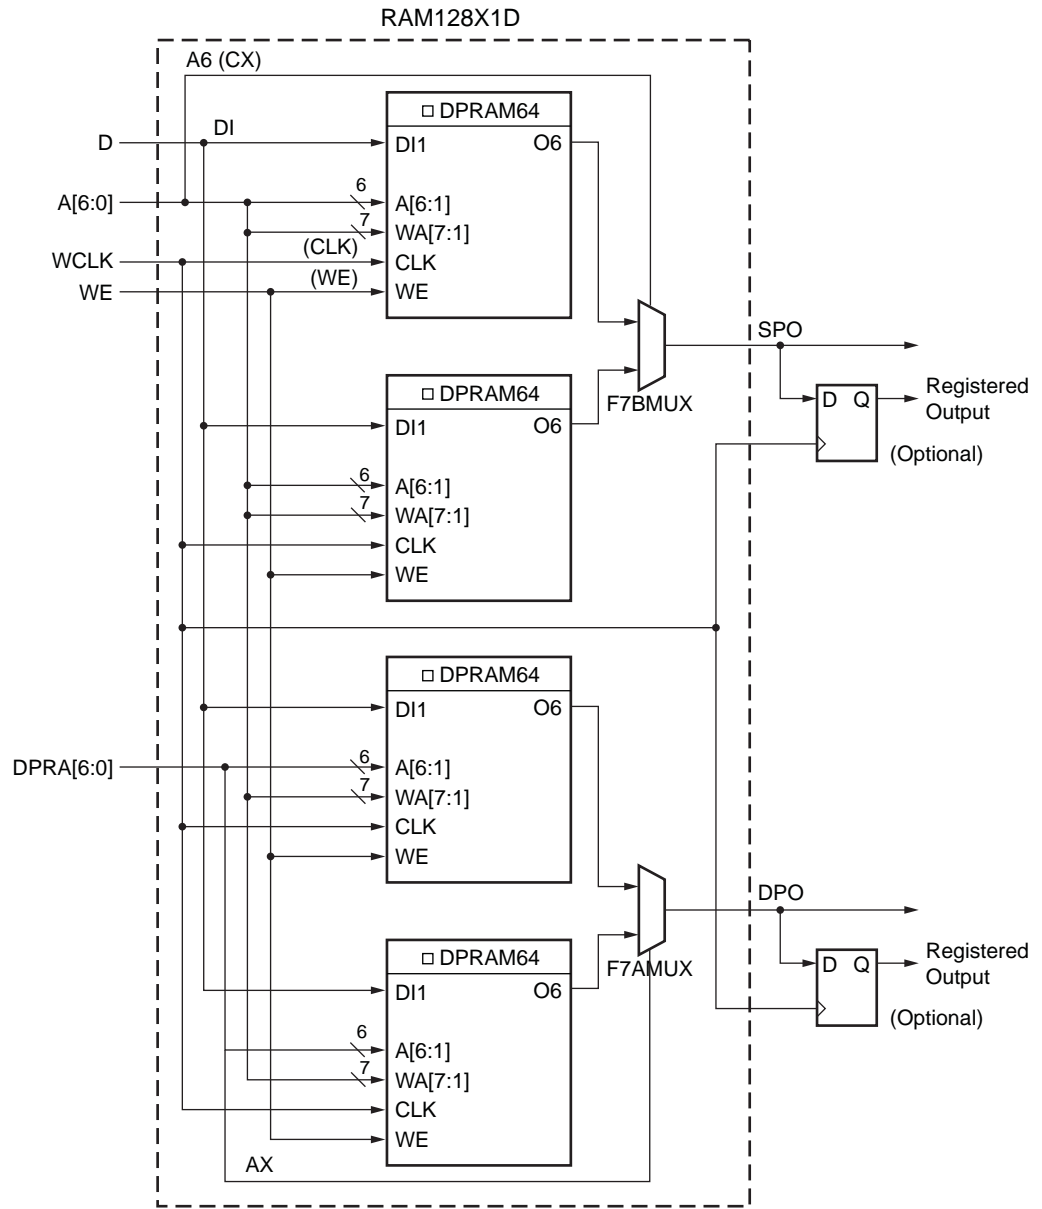 RAM128X1D
A6 (CX)
DPRAM64
D
DI
DI1
O6
A[6:0]
6
A[6:1]
7
WA[7:1]
WCLK
(CLK)
CLK
WE
(WE)
WE
SPO
F7BMUX
D Q
Registered
Output
(Optional)
DPRAM64
DI1
O6
6
A[6:1]
7
WA[7:1]
CLK
WE
DPRAM64
DI1
O6
DPRA[6:0]
6
A[6:1]
7
WA[7:1]
CLK
WE
DPO
F7AMUX
D Q
Registered
Output
(Optional)
DPRAM64
DI1
O6
6
A[6:1]
7
WA[7:1]
CLK
WE
AX